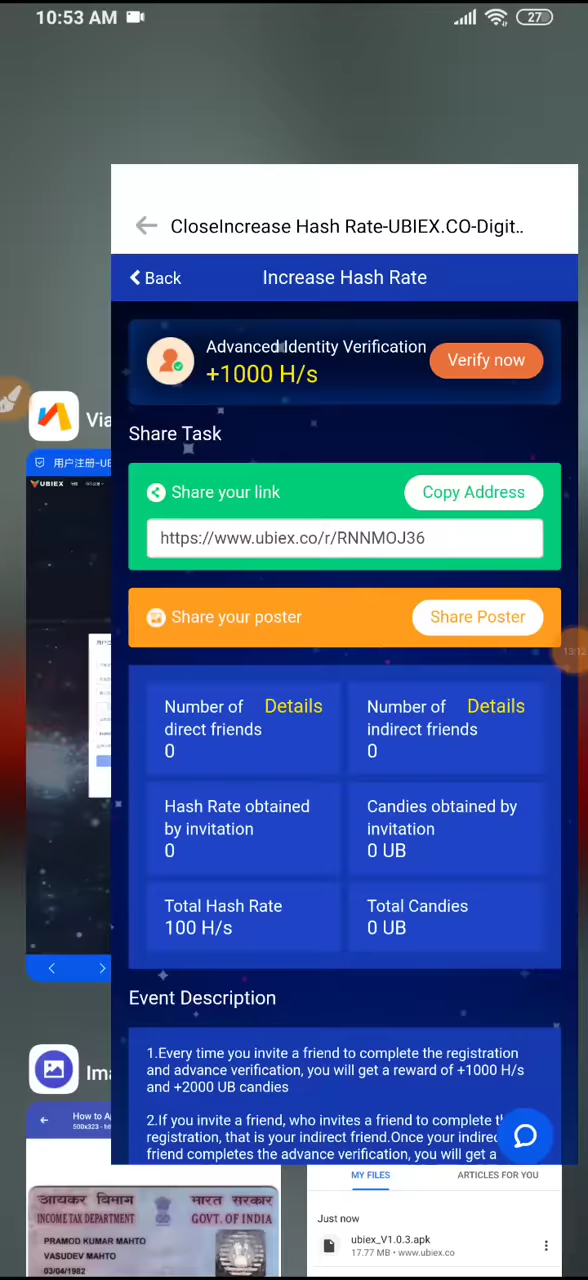 10:53 AM
27
CloseIncrease Hash Rate-UBIEX.CO-Digit..
Back
Increase Hash Rate
Advanced Identity Verification
+1000 H/s
Verify now
Via
用户注册-UB
UBIEX
Share Task
Share your link
Copy Address
https://www.ubiex.co/r/RNNMOJ36
Share your poster
Share Poster
13:12
Number of direct friends
Details
0
Number of indirect friends
Details
0
Hash Rate obtained by invitation
0
Candies obtained by invitation
0 UB
Total Hash Rate
100 H/s
Total Candies
0 UB
Event Description
1.Every time you invite a friend to complete the registration
and advance verification, you will get a reward of +1000 H/s
and +2000 UB candies
2.If you invite a friend, who invites a friend to complete
registration, that is your indirect friend.Once your
friend completes the advance verification, you will get a
Ima
How to Ap
MY FILES
ARTICLES FOR YOU
Just now
ubiex_V1.0.3.apk
17.77 MB • www.ubiex.co
आयकर विभाग
भारत सरकार
INCOME TAX DEPARTMENT
GOVT. OF INDIA
PRAMOD KUMAR MAHTO
VASUDEV MAHTO
03/04/1982